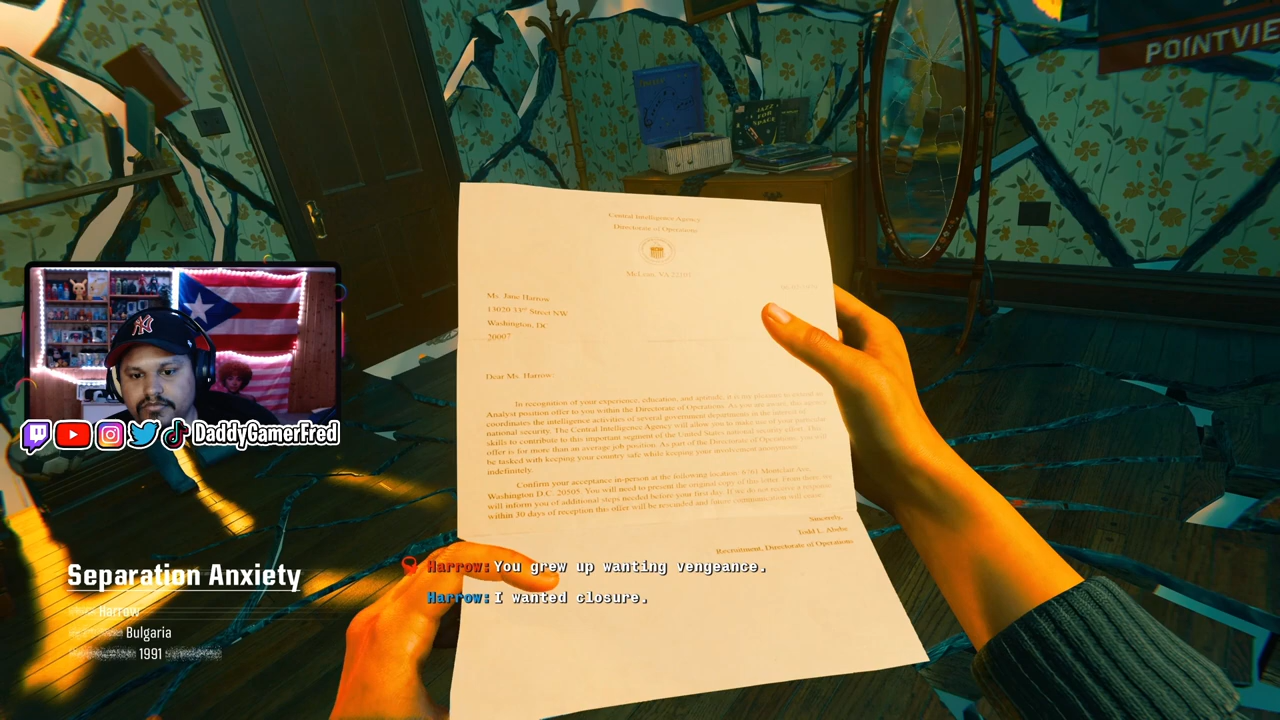 POINTVIE
JAZZ
FOR
SPACE
Central Intelligence Agency
Directorate of Operations
McLean, VA 22101
Ms. Jane Harrow
13020 33rd Street NW
Washington, DC
20007
Dear Ms. Harrow:
In recognition of your experience, education, and aptitude, it is my pleasure to extend an
Analyst position offer to you within the Directorate of Operations. As you are aware, this service
coordinates the intelligence activities of several government departments in the interest of
national security. The Central Intelligence Agency will allow you to make use of your particular
skills to contribute to this important segment of the United States national security effort. This
offer is for more than an average job position. As part of the Directorate of Operations, you will
be tasked with keeping your country safe while keeping your involvement anonymous
indefinitely.
Confirm your acceptance in-person at the following location: 6301 Montclair Ave,
Washington D.C. 20505. You will need to present the original copy of this letter. From there, we
will inform you of additional steps needed before your first day. If we do not receive a response
within 30 days of reception this offer will be rescinded and future communication will cease.
Sincerely,
Todd L. Abehr
Recruitment, Directorate of Operations
NY
DaddyGamerFred
Separation Anxiety
Harrow
Bulgaria
1991
Harrow: You grew up wanting vengeance.
Harrow: I wanted closure.